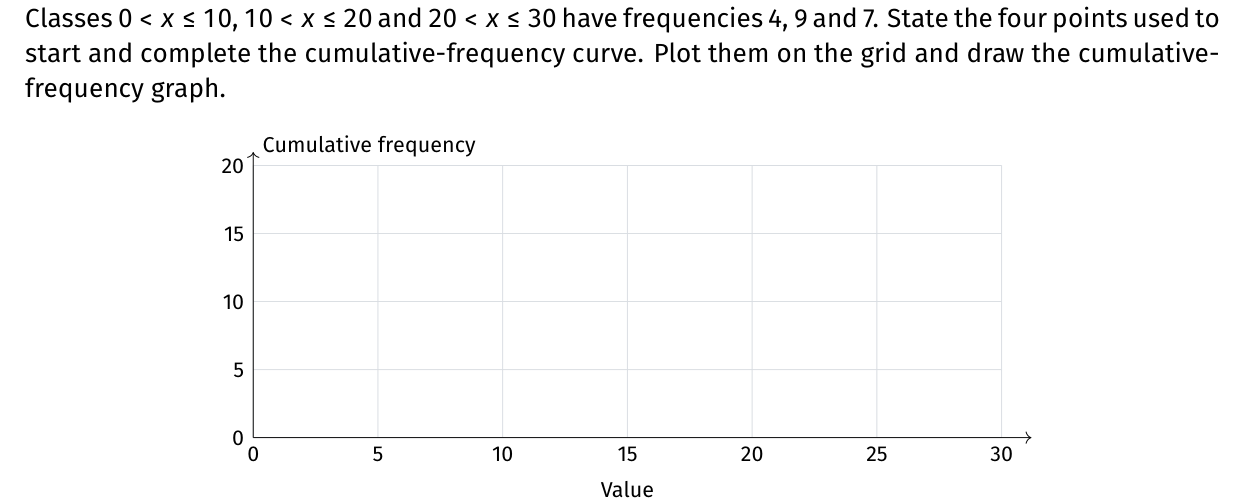 Classes 0 < x ≤ 10, 10 < x ≤ 20 and 20 < x ≤ 30 have frequencies 4, 9 and 7. State the four points used to
start and complete the cumulative-frequency curve. Plot them on the grid and draw the cumulative-
frequency graph.
Cumulative frequency
20
15
10
5
0
0 5 10 15 20 25 30
Value